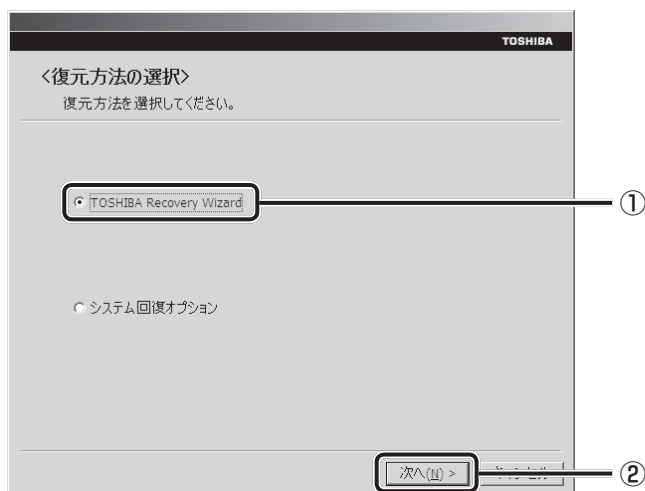 TOSHIBA
<復元方法の選択>
復元方法を選択してください。
TOSHIBA Recovery Wizard
①
システム回復オプション
次へ(N) >
②